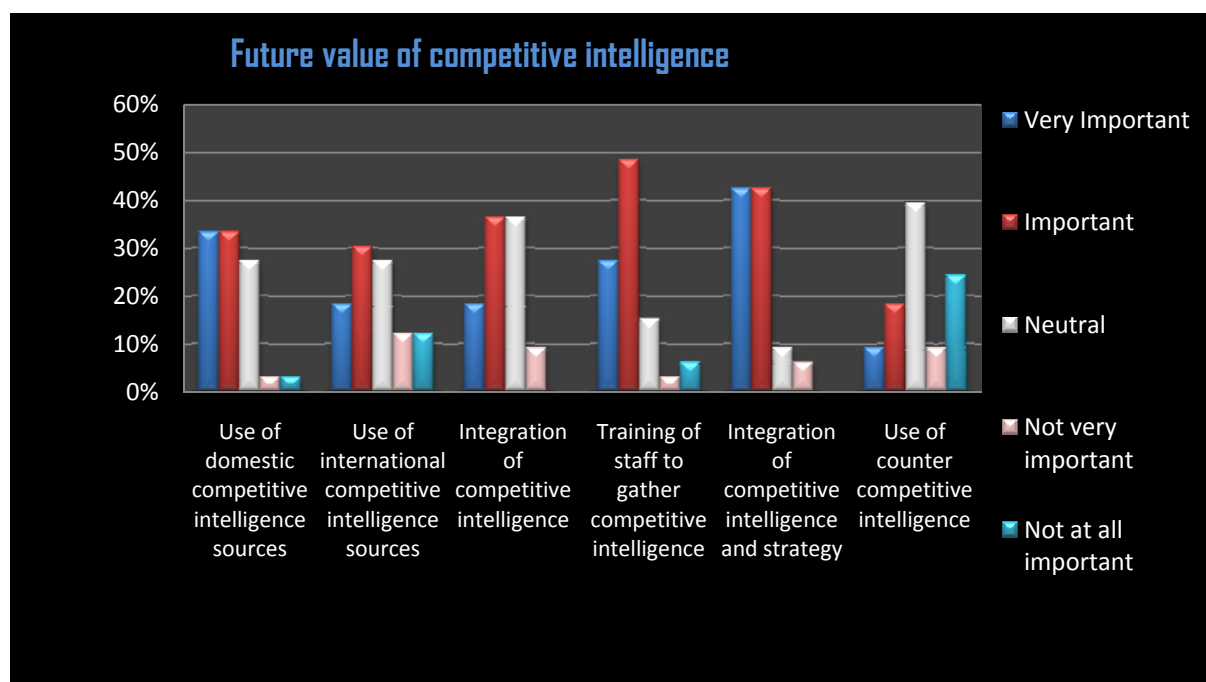 Future value of competitive intelligence
60%
50%
40%
30%
20%
10%
0%
Use of
domestic
competitive
intelligence
sources
Use of
international
competitive
intelligence
sources
Integration
of
competitive
intelligence
Training of
staff to
gather
competitive
intelligence
Integration
of
competitive
intelligence
and strategy
Use of
counter
competitive
intelligence
Very Important
Important
Neutral
Not very
important
Not at all
important